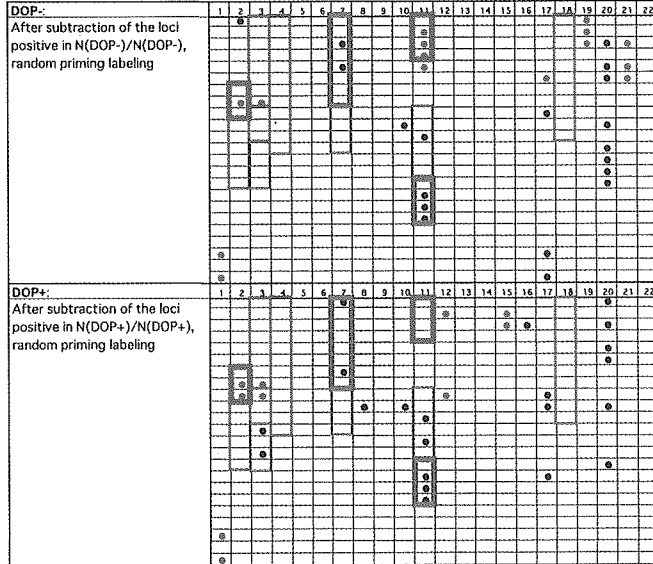 DOP-: 1 2 3 4 5 6 7 8 9 10 11 12 13 14 15 16 17 18 19 20 21 22
After subtraction of the loci
positive in N(DOP-)/N(DOP-),
random priming labeling
DOP+: 1 2 3 4 5 6 7 8 9 10 11 12 13 14 15 16 17 18 19 20 21 22
After subtraction of the loci
positive in N(DOP+)/N(DOP+),
random priming labeling